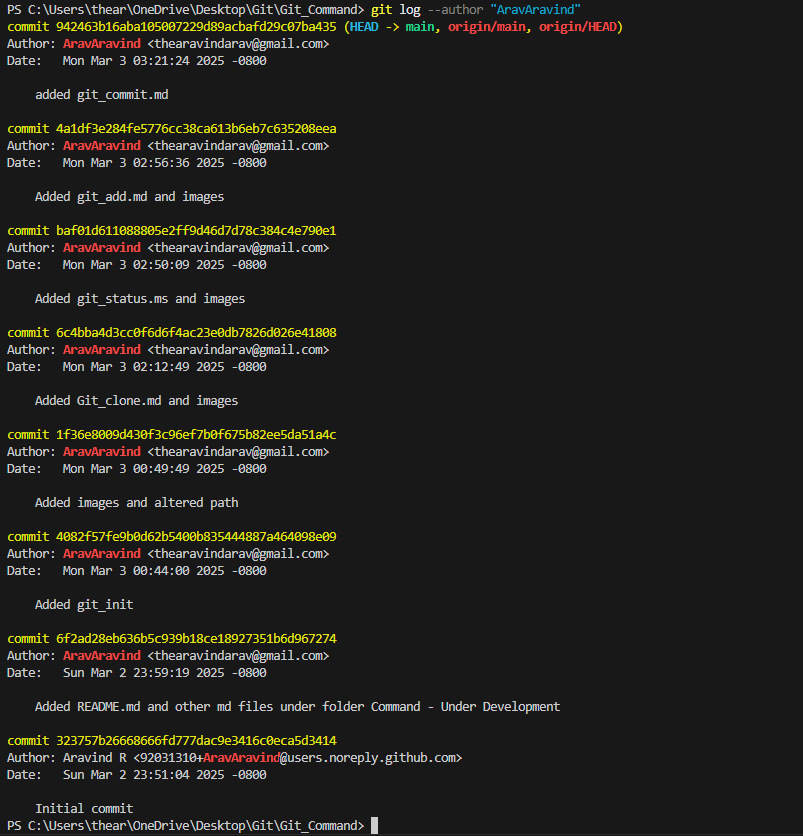 PS C:\Users\thear\OneDrive\Desktop\Git\Git_Command> git log --author "AravAravind"
commit 942463b16aba105007229d89acbafd29c07ba435 (HEAD -> main, origin/main, origin/HEAD)
Author: AravAravind <thearavindarav@gmail.com>
Date:   Mon Mar 3 03:21:24 2025 -0800
    added git_commit.md
commit 4a1df3e284fe5776cc38ca613b6eb7c635208eea
Author: AravAravind <thearavindarav@gmail.com>
Date:   Mon Mar 3 02:56:36 2025 -0800
    Added git_add.md and images
commit baf01d611088805e2ff9d46d7d78c384c4e790e1
Author: AravAravind <thearavindarav@gmail.com>
Date:   Mon Mar 3 02:50:09 2025 -0800
    Added git_status.ms and images
commit 6c4bba4d3cc0f6d6f4ac23e0db7826d026e41808
Author: AravAravind <thearavindarav@gmail.com>
Date:   Mon Mar 3 02:12:49 2025 -0800
    Added Git_clone.md and images
commit 1f36e8009d430f3c96ef7b0f675b82ee5da51a4c
Author: AravAravind <thearavindarav@gmail.com>
Date:   Mon Mar 3 00:49:49 2025 -0800
    Added images and altered path
commit 4082f57fe9b0d62b5400b835444887a464098e09
Author: AravAravind <thearavindarav@gmail.com>
Date:   Mon Mar 3 00:44:00 2025 -0800
    Added git_init
commit 6f2ad28eb636b5c939b18ce18927351b6d967274
Author: AravAravind <thearavindarav@gmail.com>
Date:   Sun Mar 2 23:59:19 2025 -0800
    Added README.md and other md files under folder Command - Under Development
commit 323757b26668666fd777dac9e3416c0eca5d3414
Author: Aravind R <92031310+AravAravind@users.noreply.github.com>
Date:   Sun Mar 2 23:51:04 2025 -0800
    Initial commit
PS C:\Users\thear\OneDrive\Desktop\Git\Git_Command>